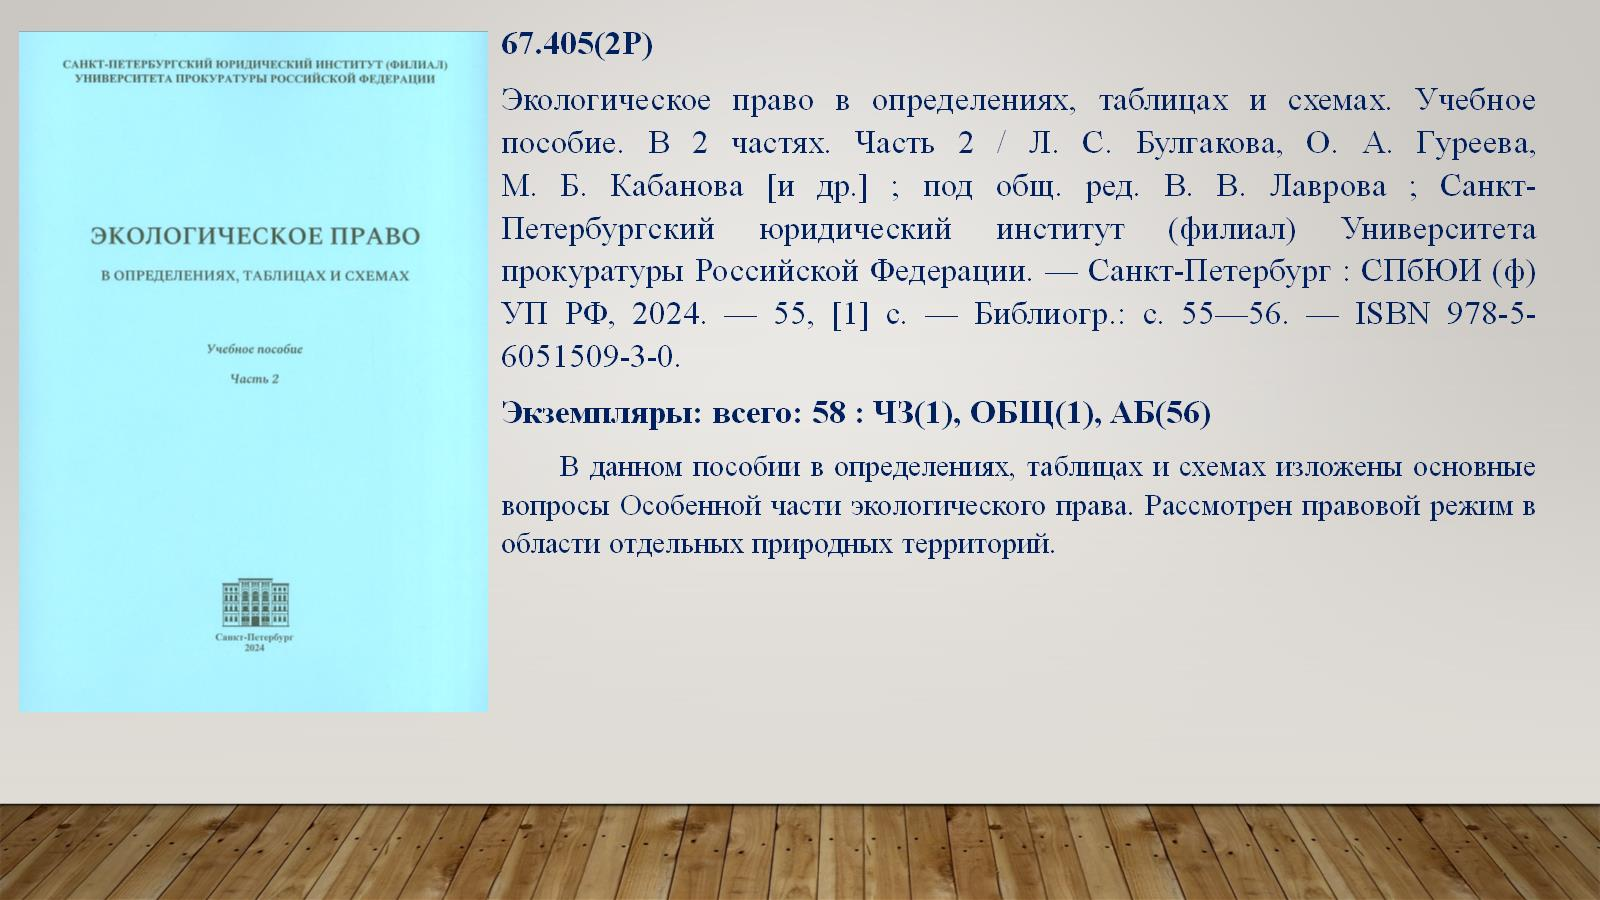 САНКТ-ПЕТЕРБУРГСКИЙ ЮРИДИЧЕСКИЙ ИНСТИТУТ (ФИЛИАЛ)
УНИВЕРСИТЕТА ПРОКУРАТУРЫ РОССИЙСКОЙ ФЕДЕРАЦИИ
ЭКОЛОГИЧЕСКОЕ ПРАВО
В ОПРЕДЕЛЕНИЯХ, ТАБЛИЦАХ И СХЕМАХ
Учебное пособие
Часть 2
Санкт-Петербург
2024
67.405(2Р)
Экологическое право в определениях, таблицах и схемах. Учебное
пособие. В 2 частях. Часть 2 / Л. С. Булгакова, О. А. Гуреева,
М. Б. Кабанова [и др.] ; под общ. ред. В. В. Лаврова ; Санкт-
Петербургский юридический институт (филиал) Университета
прокуратуры Российской Федерации. — Санкт-Петербург : СПбЮИ (ф)
УП РФ, 2024. — 55, [1] с. — Библиогр.: с. 55—56. — ISBN 978-5-
6051509-3-0.
Экземпляры: всего: 58 : ЧЗ(1), ОБЩ(1), АБ(56)
В данном пособии в определениях, таблицах и схемах изложены основные
вопросы Особенной части экологического права. Рассмотрен правовой режим в
области отдельных природных территорий.